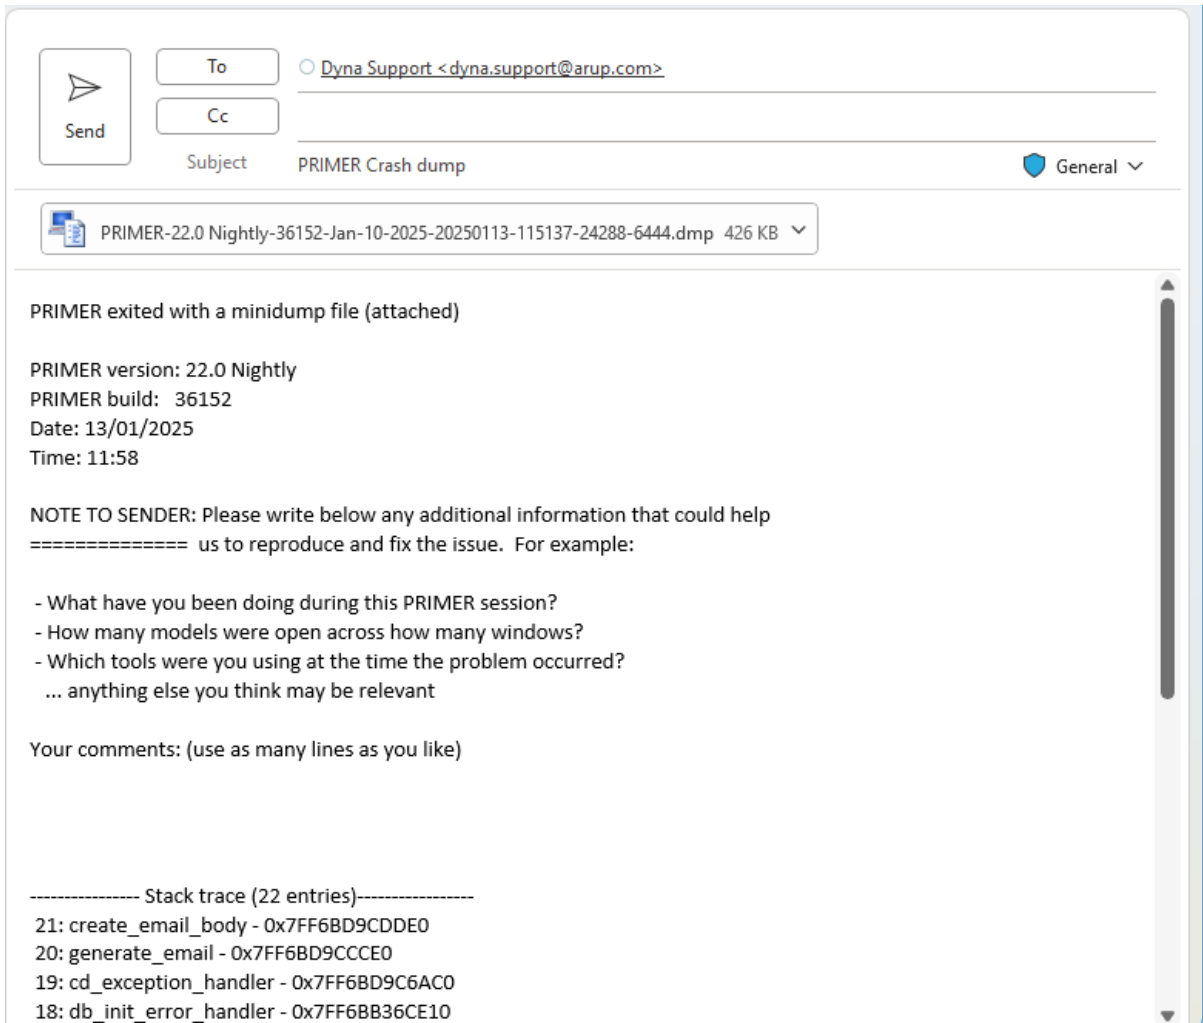 Send
To
Dyna Support <dyna.support@arup.com>
Cc
Subject
PRIMER Crash dump
General
PRIMER-22.0 Nightly-36152-Jan-10-2025-20250113-115137-24288-6444.dmp 426 KB
PRIMER exited with a minidump file (attached)
PRIMER version: 22.0 Nightly
PRIMER build:   36152
Date: 13/01/2025
Time: 11:58
NOTE TO SENDER: Please write below any additional information that could help
==============  us to reproduce and fix the issue.  For example:
- What have you been doing during this PRIMER session?
- How many models were open across how many windows?
- Which tools were you using at the time the problem occurred?
... anything else you think may be relevant
Your comments: (use as many lines as you like)
---------------- Stack trace (22 entries)-----------------
21: create_email_body - 0x7FF6BD9CDDE0
20: generate_email - 0x7FF6BD9CCCE0
19: cd_exception_handler - 0x7FF6BD9C6AC0
18: db_init_error_handler - 0x7FF6BB36CE10